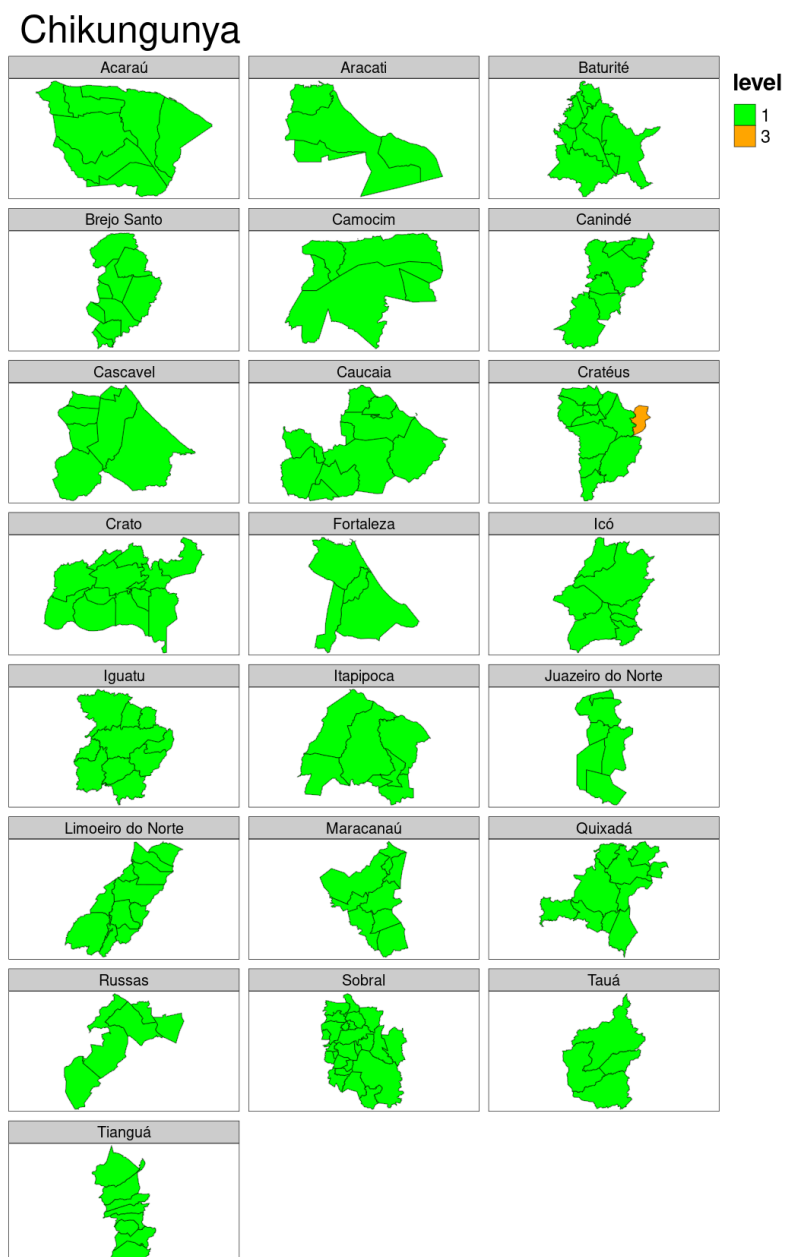 Chikungunya
Acaraú
Aracati
Baturité
level
1
3
Brejo Santo
Camocim
Canindé
Cascavel
Caucaia
Cratéus
Crato
Fortaleza
Icó
Iguatu
Itapipoca
Juazeiro do Norte
Limoeiro do Norte
Maracanaú
Quixadá
Russas
Sobral
Tauá
Tianguá